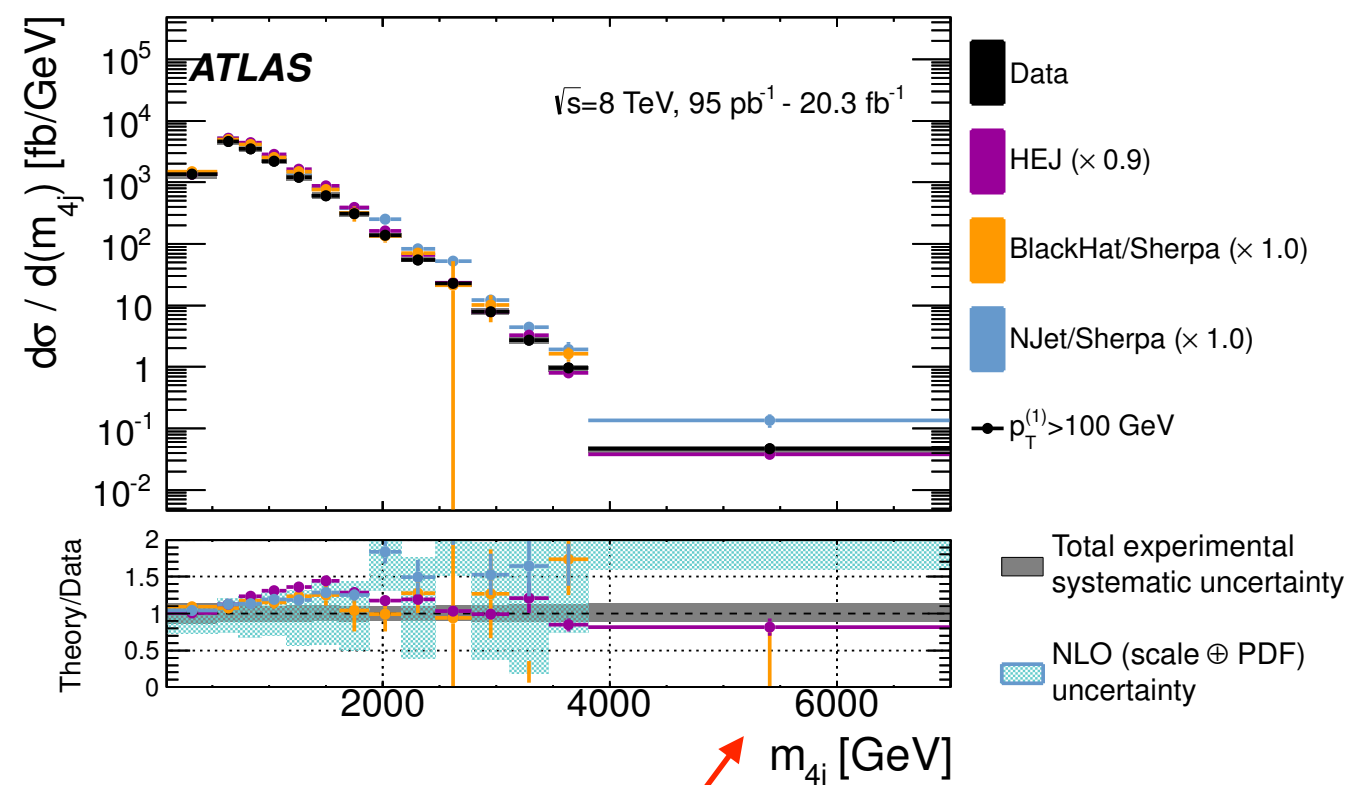 ATLAS
√s=8 TeV, 95 pb⁻¹ - 20.3 fb⁻¹
dσ / d(m₄ⱼ) [fb/GeV]
10⁵
10⁴
10³
10²
10
1
10⁻¹
10⁻²
Data
HEJ (× 0.9)
BlackHat/Sherpa (× 1.0)
NJet/Sherpa (× 1.0)
p_T^(1)>100 GeV
Theory/Data
2
1.5
1
0.5
0
2000
4000
6000
m₄ⱼ [GeV]
Total experimental
systematic uncertainty
NLO (scale ⊕ PDF)
uncertainty